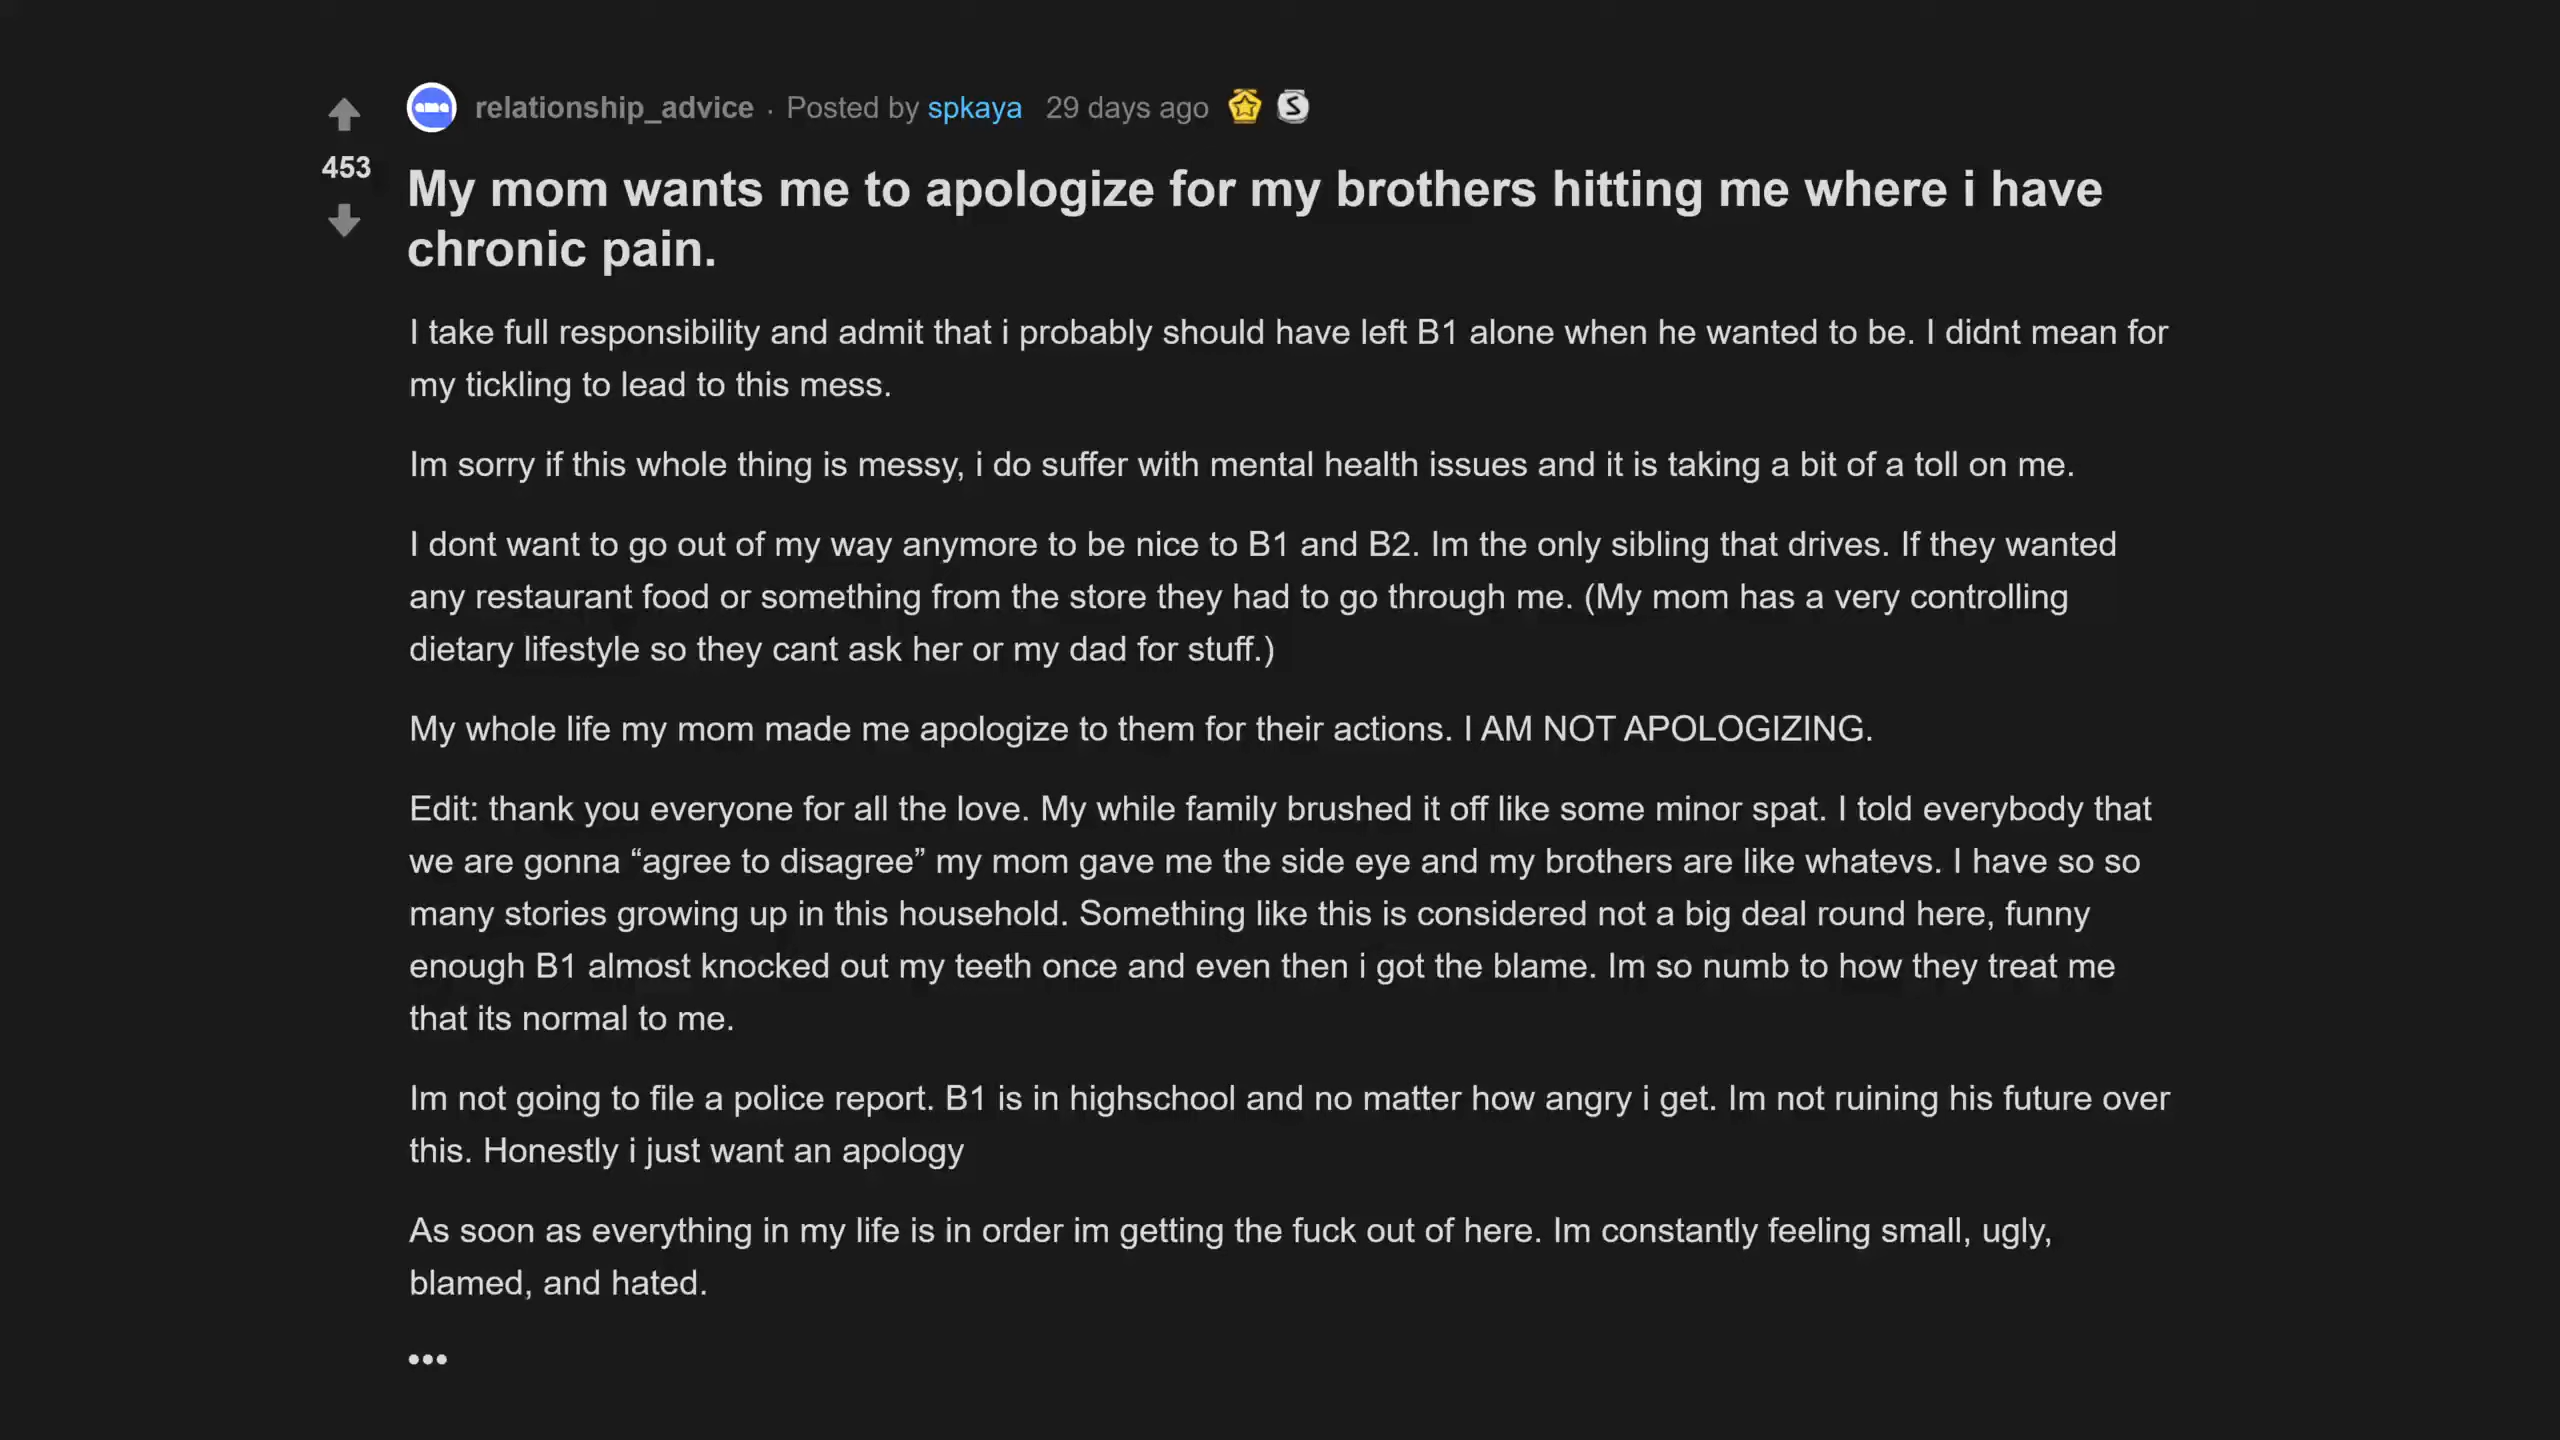 relationship_advice · Posted by spkaya 29 days ago
453
My mom wants me to apologize for my brothers hitting me where i have
chronic pain.
I take full responsibility and admit that i probably should have left B1 alone when he wanted to be. I didnt mean for
my tickling to lead to this mess.
Im sorry if this whole thing is messy, i do suffer with mental health issues and it is taking a bit of a toll on me.
I dont want to go out of my way anymore to be nice to B1 and B2. Im the only sibling that drives. If they wanted
any restaurant food or something from the store they had to go through me. (My mom has a very controlling
dietary lifestyle so they cant ask her or my dad for stuff.)
My whole life my mom made me apologize to them for their actions. I AM NOT APOLOGIZING.
Edit: thank you everyone for all the love. My while family brushed it off like some minor spat. I told everybody that
we are gonna “agree to disagree” my mom gave me the side eye and my brothers are like whatevs. I have so so
many stories growing up in this household. Something like this is considered not a big deal round here, funny
enough B1 almost knocked out my teeth once and even then i got the blame. Im so numb to how they treat me
that its normal to me.
Im not going to file a police report. B1 is in highschool and no matter how angry i get. Im not ruining his future over
this. Honestly i just want an apology
As soon as everything in my life is in order im getting the fuck out of here. Im constantly feeling small, ugly,
blamed, and hated.
•••